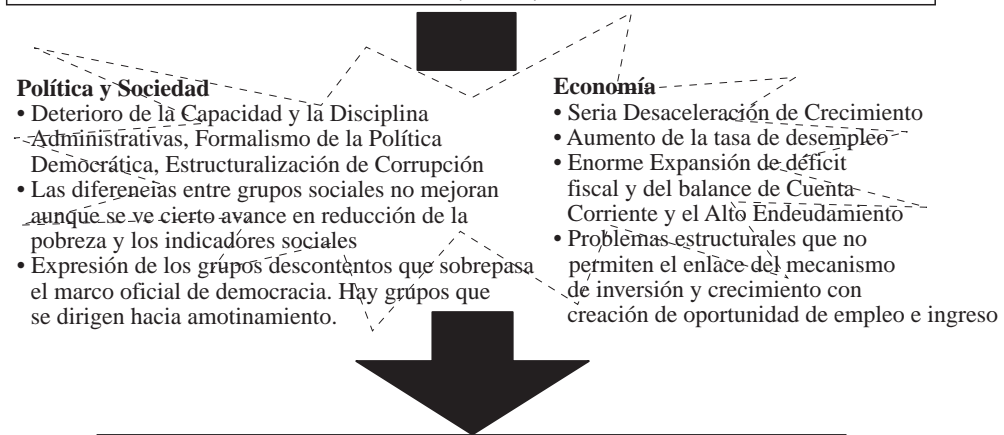 Política y Sociedad
• Deterioro de la Capacidad y la Disciplina
Administrativas, Formalismo de la Política
Democrática, Estructuralización de Corrupción
• Las diferencias entre grupos sociales no mejoran
aunque se ve cierto avance en reducción de la
pobreza y los indicadores sociales
• Expresión de los grupos descontentos que sobrepasa
el marco oficial de democracia. Hay grupos que
se dirigen hacia amotinamiento.
Economía
• Seria Desaceleración de Crecimiento
• Aumento de la tasa de desempleo
• Enorme Expansión de déficit
fiscal y del balance de Cuenta
Corriente y el Alto Endeudamiento
• Problemas estructurales que no
permiten el enlace del mecanismo
de inversión y crecimiento con
creación de oportunidad de empleo e ingreso